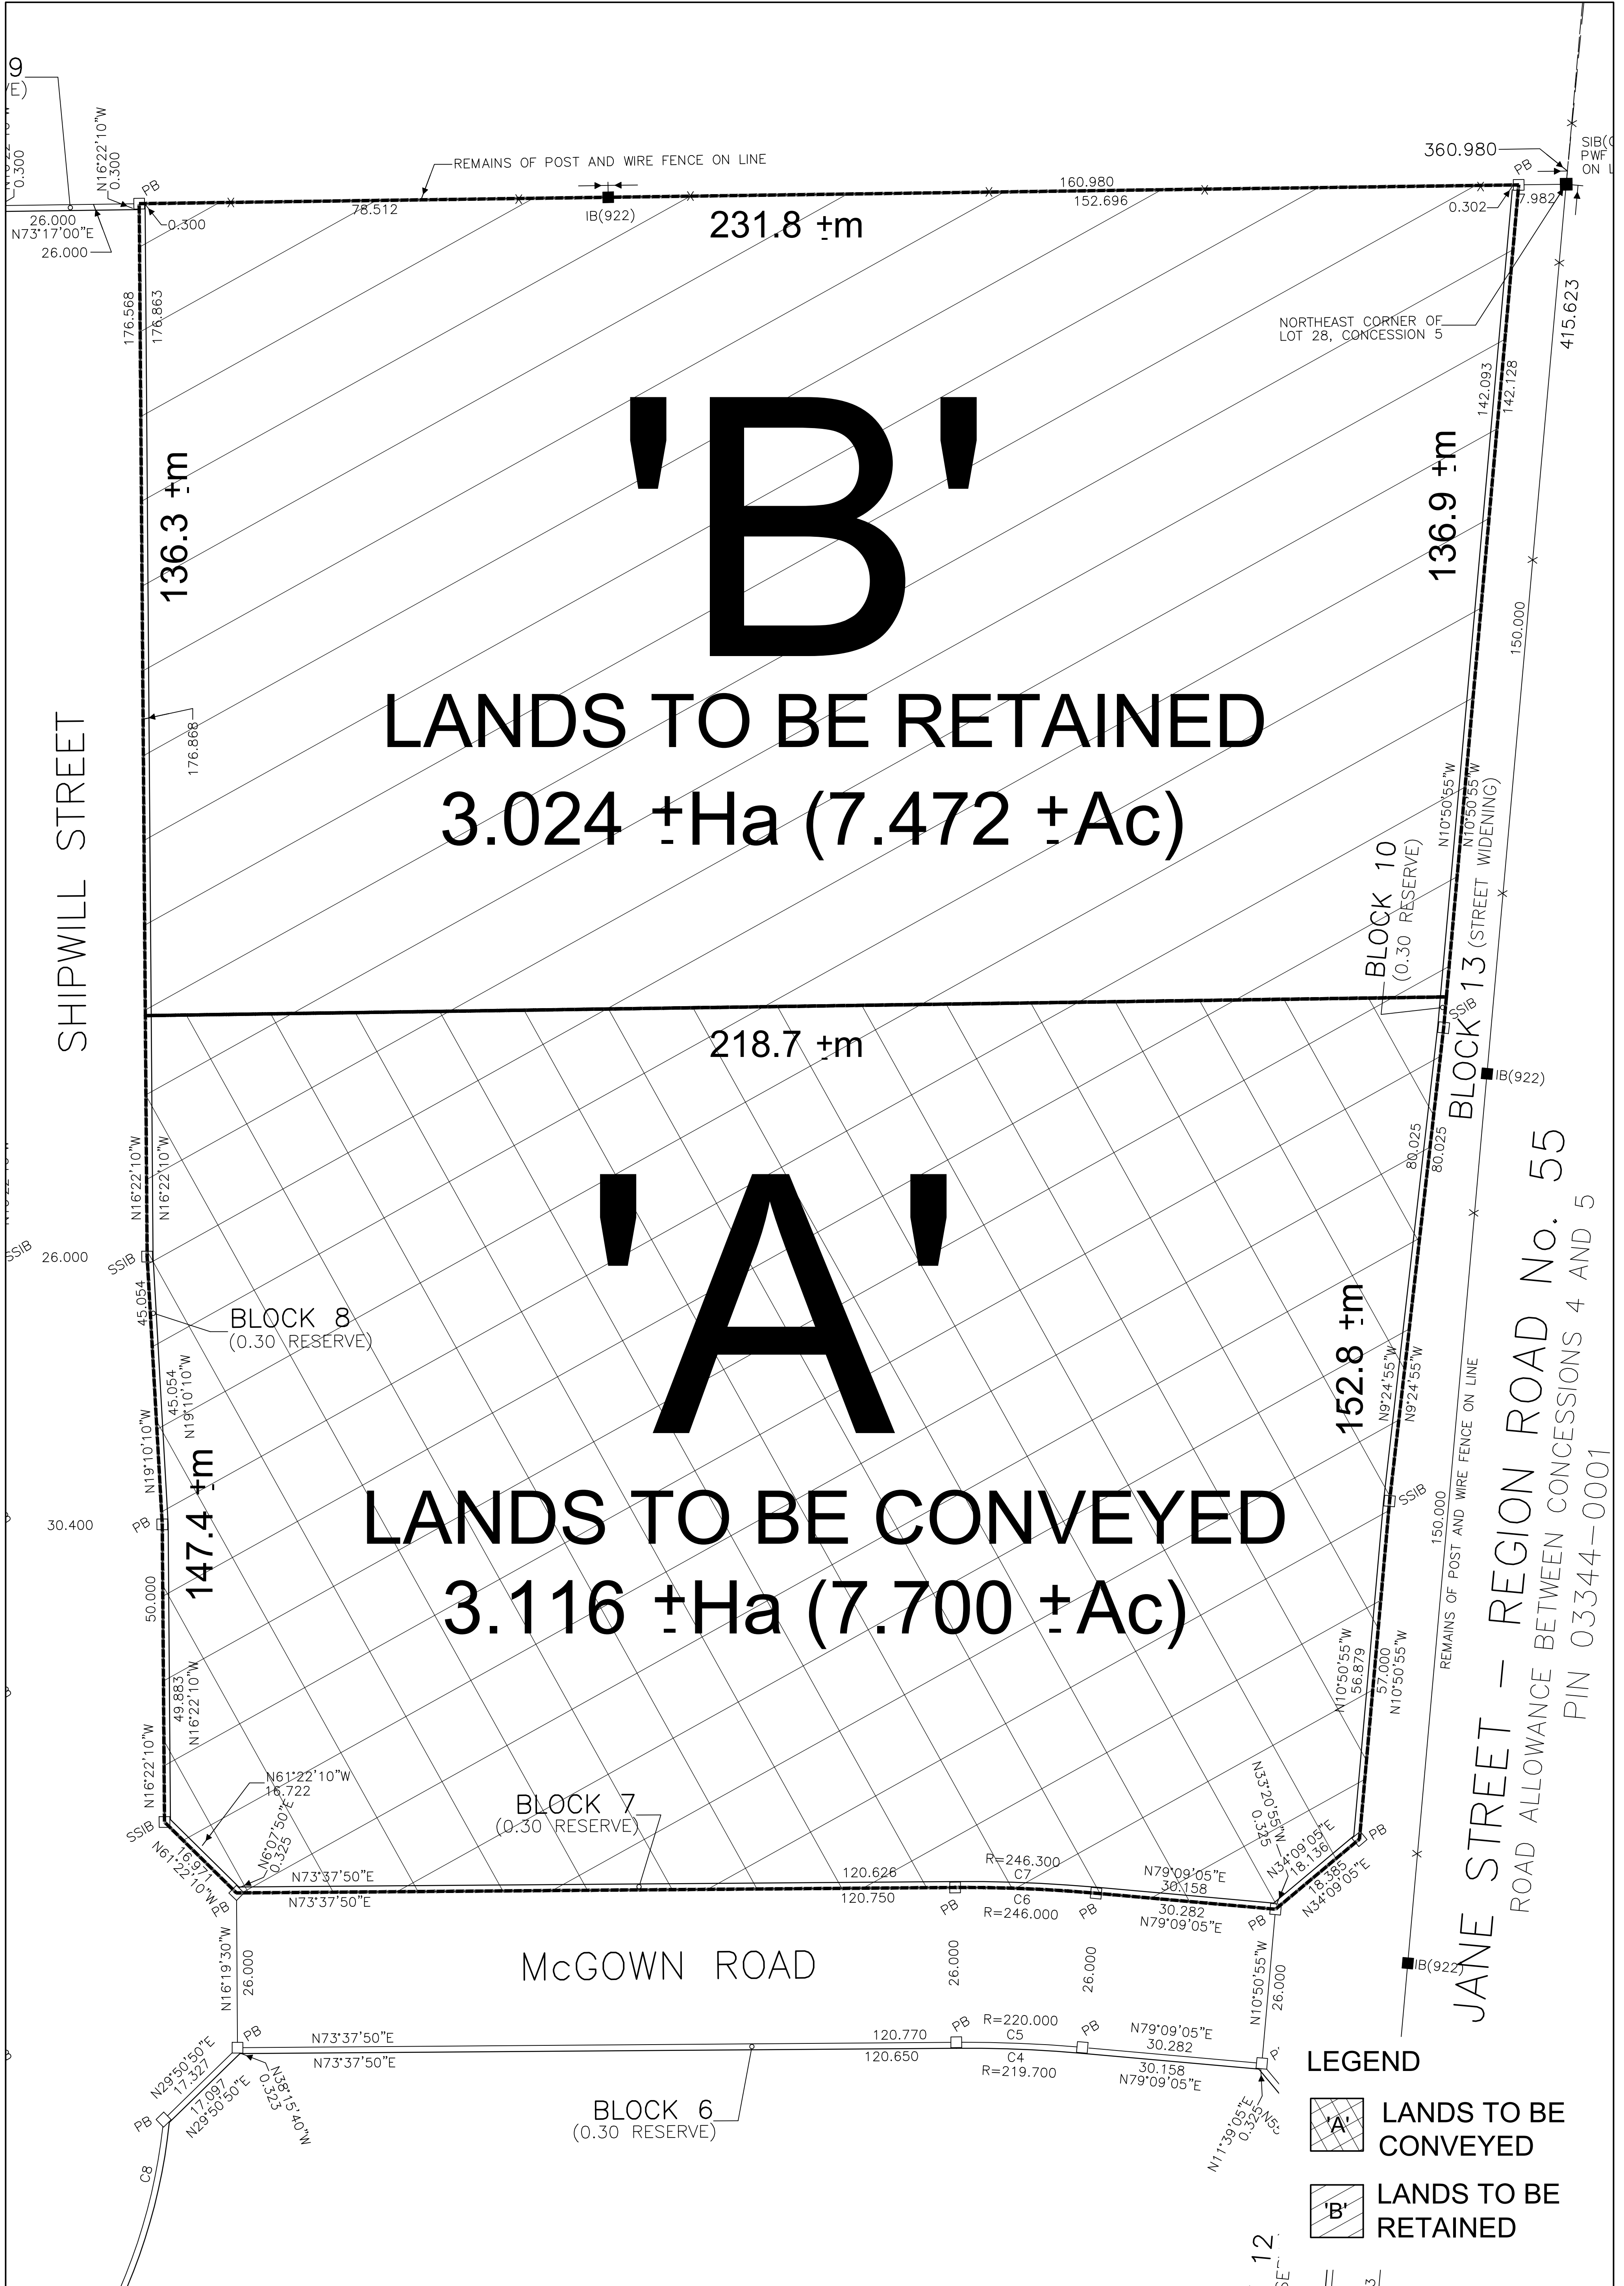 9
N16°22'10"W
0.300
0.300
PB
REMAINS OF POST AND WIRE FENCE ON LINE
360.980
PB
26.000
N73°17'00"E
26.000
0.300
78.512
IB(922)
160.980
152.696
0.302
7.982
231.8 ±m
176.568
176.863
NORTHEAST CORNER OF
LOT 28, CONCESSION 5
415.623
142.093
142.128
136.3 ±m
'B'
136.9 ±m
150.000
LANDS TO BE RETAINED
3.024 ±Ha (7.472 ±Ac)
176.868
SHIPWILL STREET
N10°50'55"W
N10°50'55"W
BLOCK 10
(0.30 RESERVE)
BLOCK 13 (STREET WIDENING)
SSIB
218.7 ±m
IB(922)
N16°22'10"W
N16°22'10"W
80.025
80.025
SSIB
26.000
SSIB
45.054
BLOCK 8
(0.30 RESERVE)
'A'
152.8 ±m
45.054
N19°10'10"W
N19°10'10"W
N9°24'55"W
N9°24'55"W
147.4 ±m
LANDS TO BE CONVEYED
3.116 ±Ha (7.700 ±Ac)
30.400
PB
SSIB
150.000
REMAINS OF POST AND WIRE FENCE ON LINE
JANE STREET - REGION ROAD No. 55
ROAD ALLOWANCE BETWEEN CONCESSIONS 4 AND 5
PIN 03344-0001
50.000
49.883
N16°22'10"W
N16°22'10"W
N10°50'55"W
56.879
57.000
N10°50'55"W
N61°22'10"W
16.722
SSIB
16.971
N61°22'10"W
PB
N6°07'50"E
0.325
BLOCK 7
(0.30 RESERVE)
N73°37'50"E
N73°37'50"E
120.626
120.750
PB
R=246.300
C7
C6
R=246.000
PB
N79°09'05"E
30.158
30.282
N79°09'05"E
N33°20'55"W
0.325
N34°09'05"E
18.136
18.385
N34°09'05"E
PB
PB
N16°19'30"W
26.000
McGOWN ROAD
26.000
26.000
N10°50'55"W
26.000
IB(922)
PB
N73°37'50"E
N73°37'50"E
120.770
120.650
PB
R=220.000
C5
C4
R=219.700
PB
N79°09'05"E
30.282
30.158
N79°09'05"E
N29°50'50"E
17.327
17.097
N29°50'50"E
PB
N38°15'40"W
0.323
BLOCK 6
(0.30 RESERVE)
N11°39'05"E
0.325
C8
12
LEGEND
'A'
LANDS TO BE
CONVEYED
'B'
LANDS TO BE
RETAINED